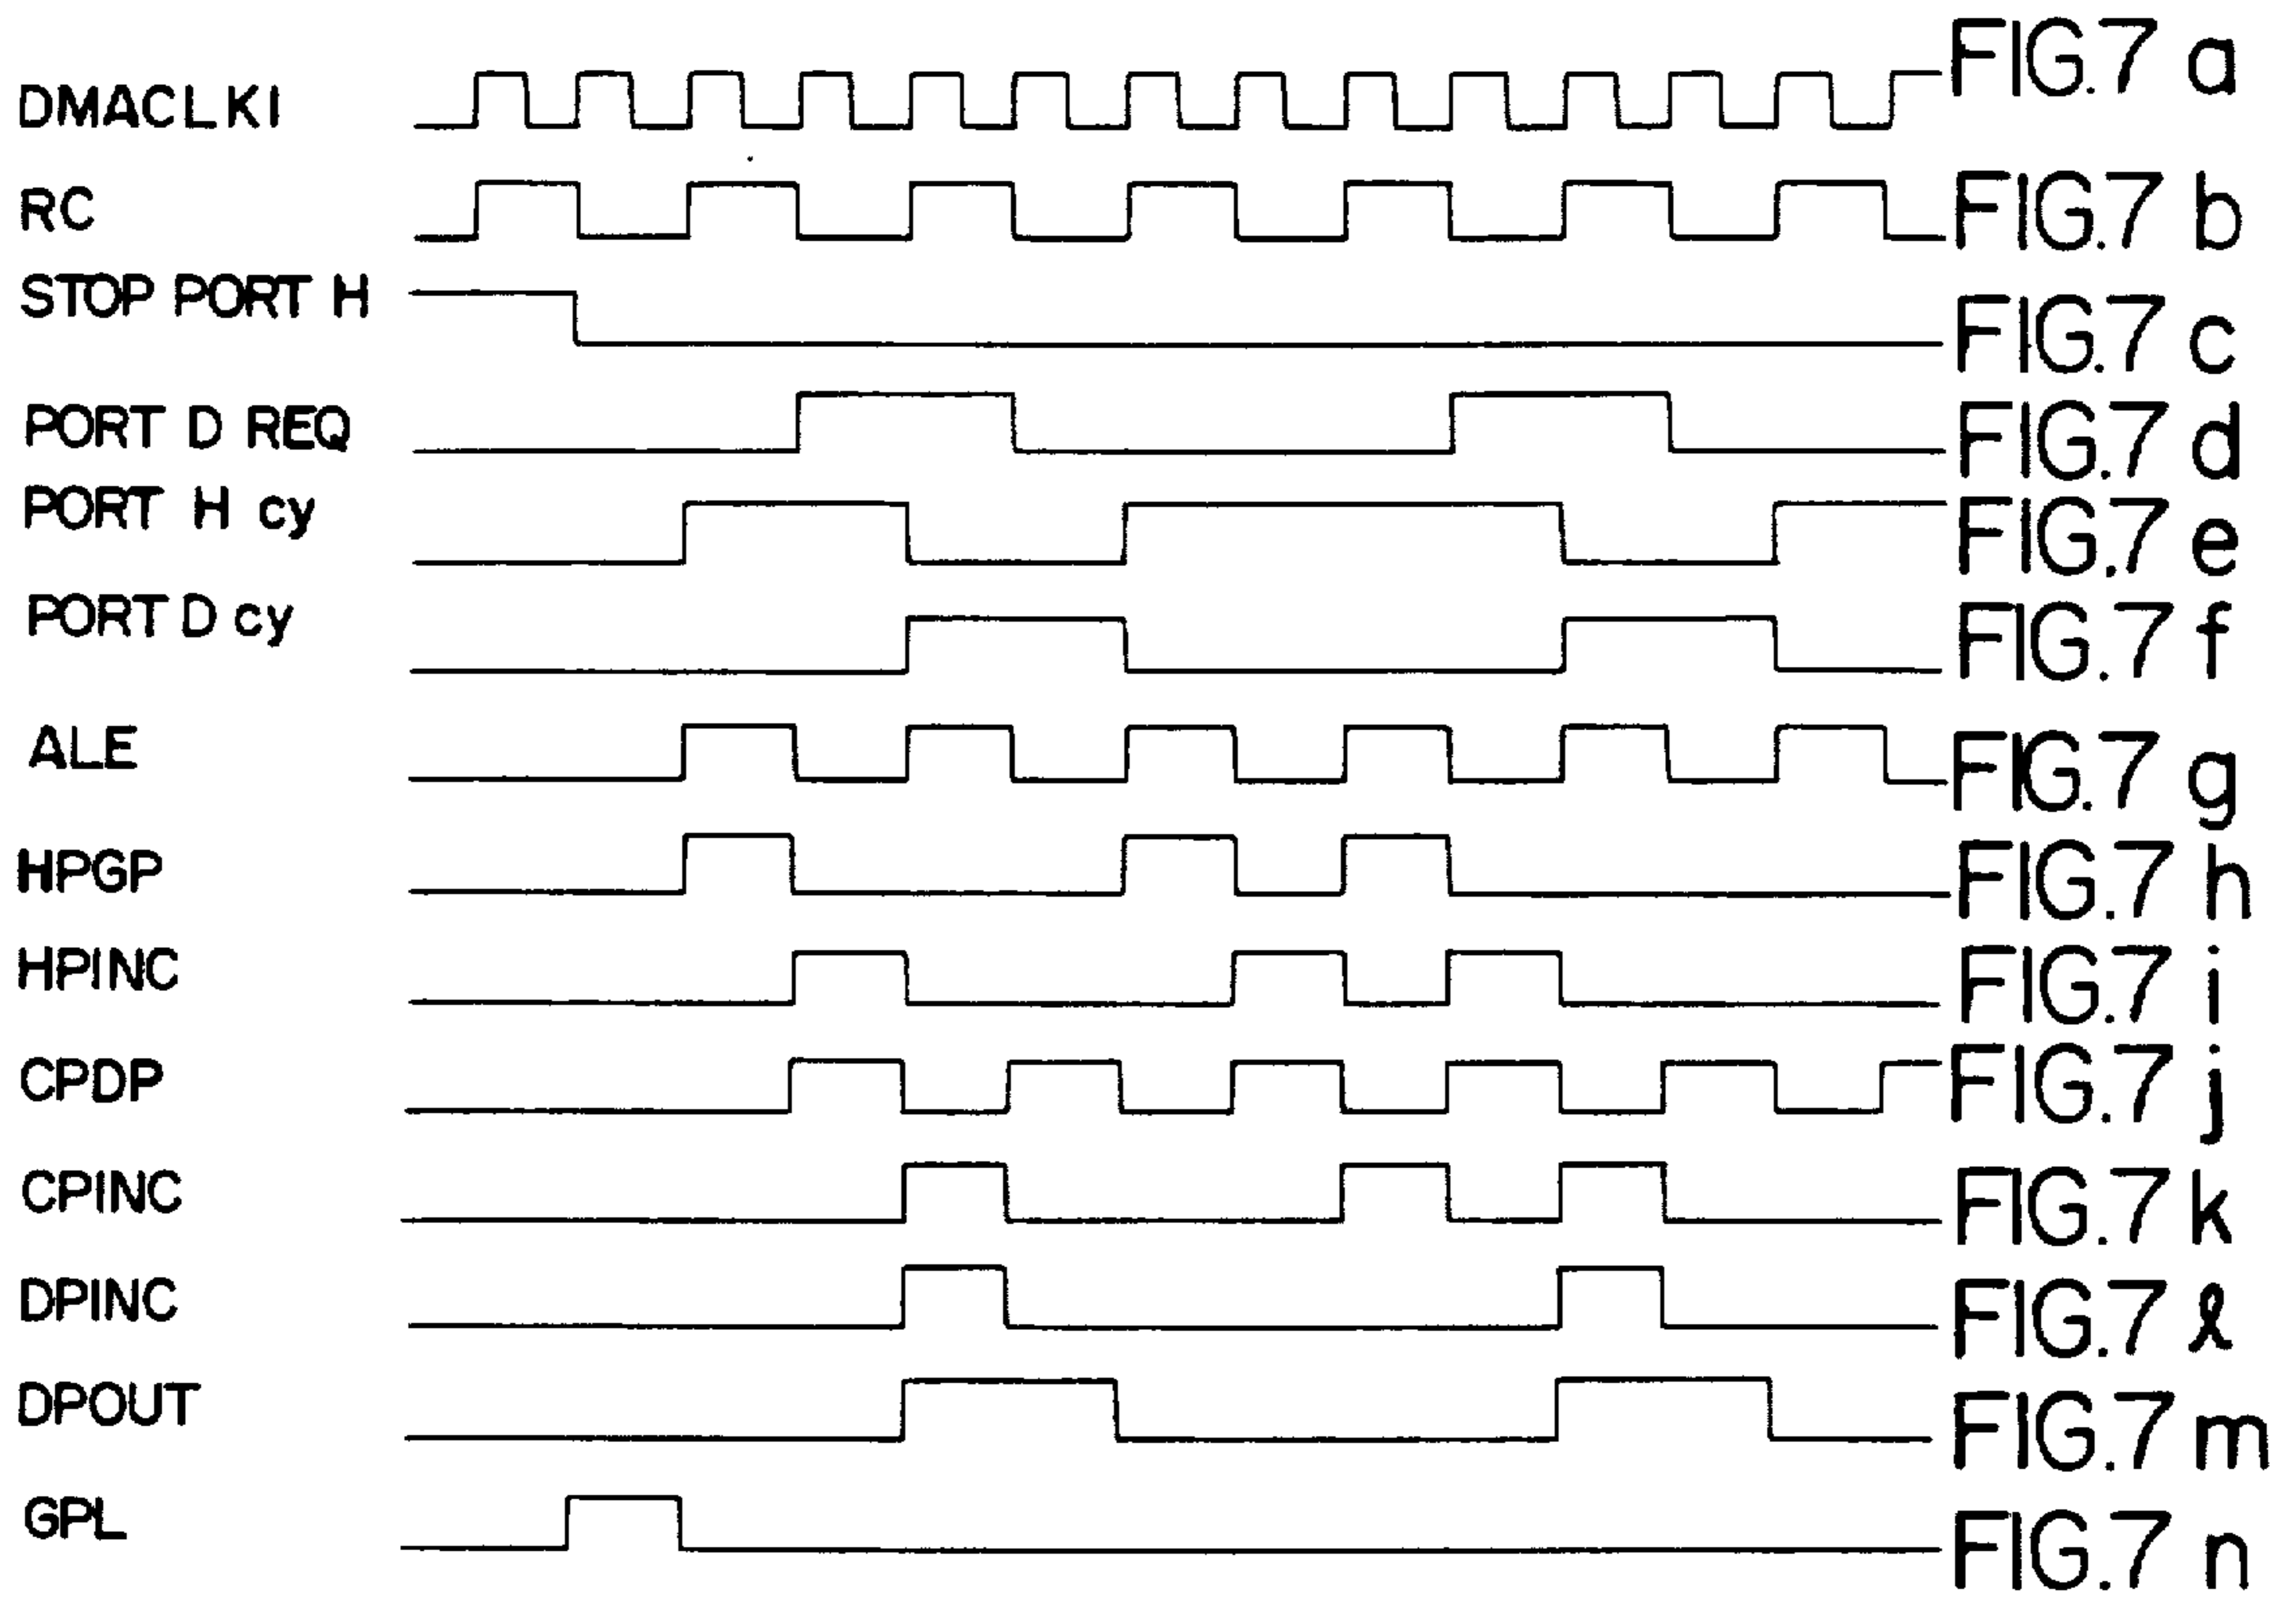 FIG.7 a
DMACLK1
RC
FIG.7 b
STOP PORT H
FIG.7 c
PORT D REQ
FIG.7 d
PORT H cy
FIG.7 e
PORT D cy
FIG.7 f
ALE
FIG.7 g
HPGP
FIG.7 h
HPINC
FIG.7 i
CPDP
FIG.7 j
CPINC
FIG.7 k
DPINC
FIG.7 ℓ
DPOUT
FIG.7 m
GPL
FIG.7 n